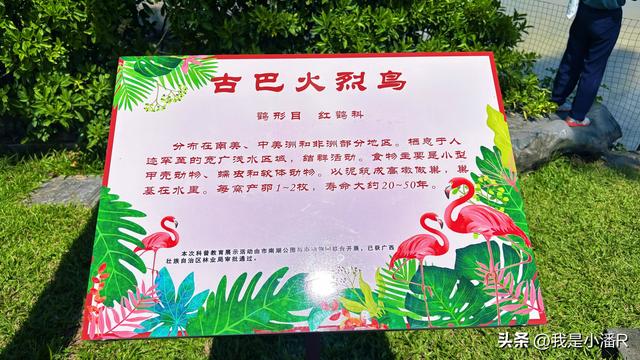 古巴火烈鸟
鹳形目 红鹳科
分布在南美、中美洲和非洲部分地区。栖息于人
迹罕至的宽广浅水区域,结群活动。食物主要是小型
甲壳动物、蠕虫和软体动物。以泥筑成高墩做巢,巢
基在水里。每窝产卵1~2枚,寿命大约20~50年。
本次科普教育展示活动由市南湖公园与市动物园联合开展,已获广西
壮族自治区林业局审批通过。
头条 @我是小潘R